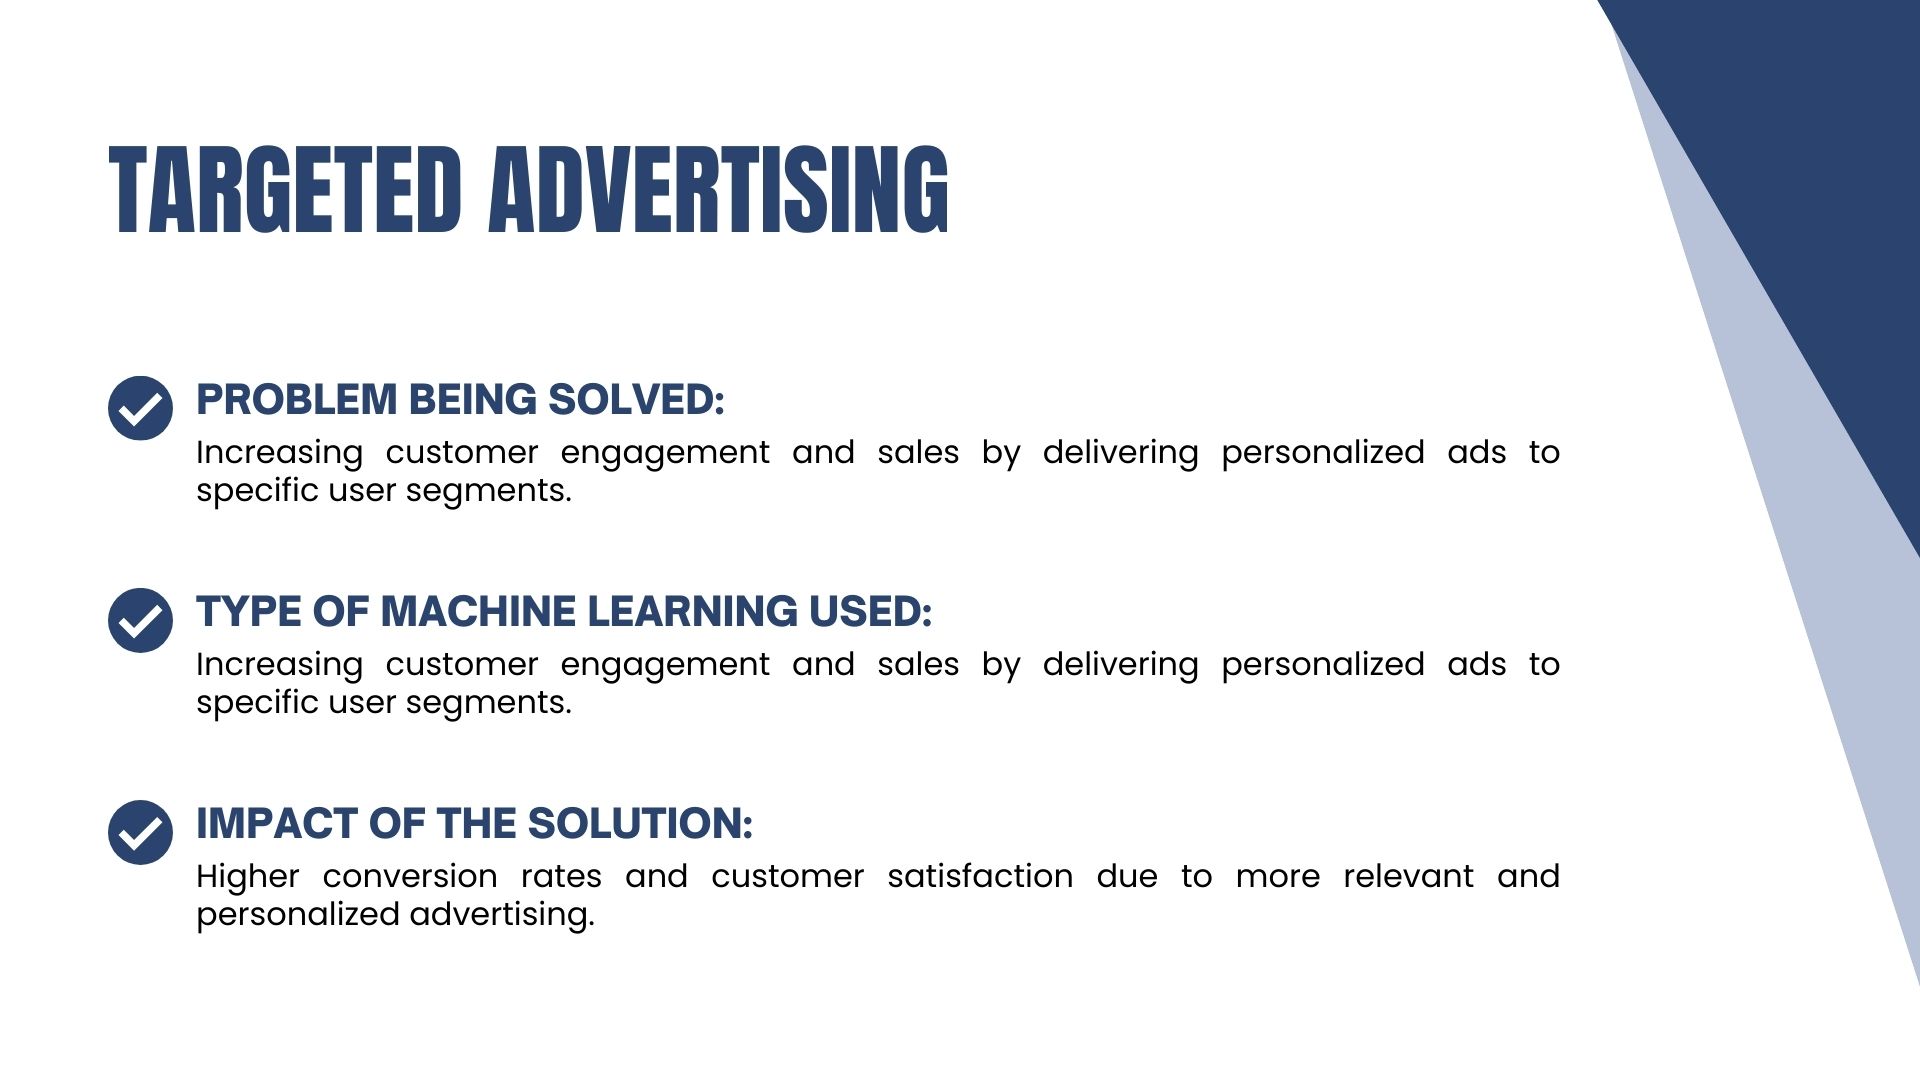 TARGETED ADVERTISING
PROBLEM BEING SOLVED:
Increasing customer engagement and sales by delivering personalized ads to
specific user segments.
TYPE OF MACHINE LEARNING USED:
Increasing customer engagement and sales by delivering personalized ads to
specific user segments.
IMPACT OF THE SOLUTION:
Higher conversion rates and customer satisfaction due to more relevant and
personalized advertising.